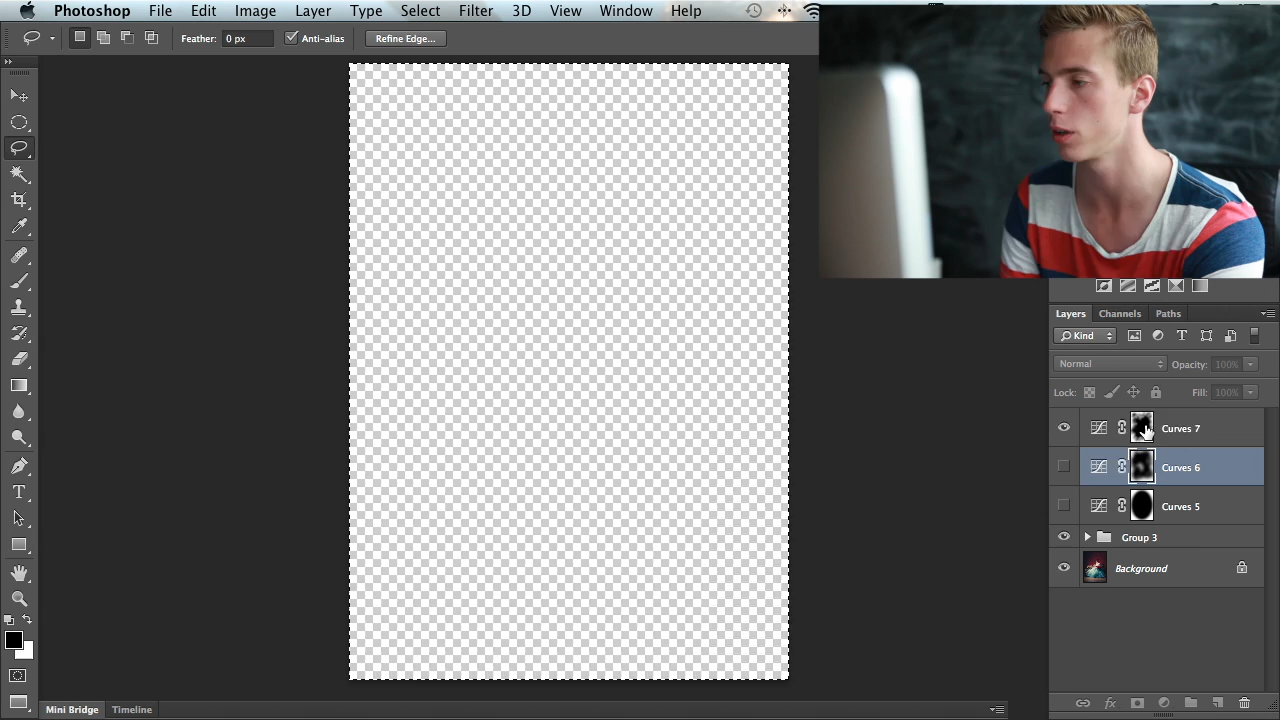 Photoshop File Edit Image Layer Type Select Filter 3D View Window Help
Feather: 0 px Anti-alias Refine Edge...
Layers Channels Paths
Kind T
Normal Opacity: 100%
Lock: Fill: 100%
Curves 7
Curves 6
Curves 5
Group 3
Background
fx
T
Mini Bridge Timeline